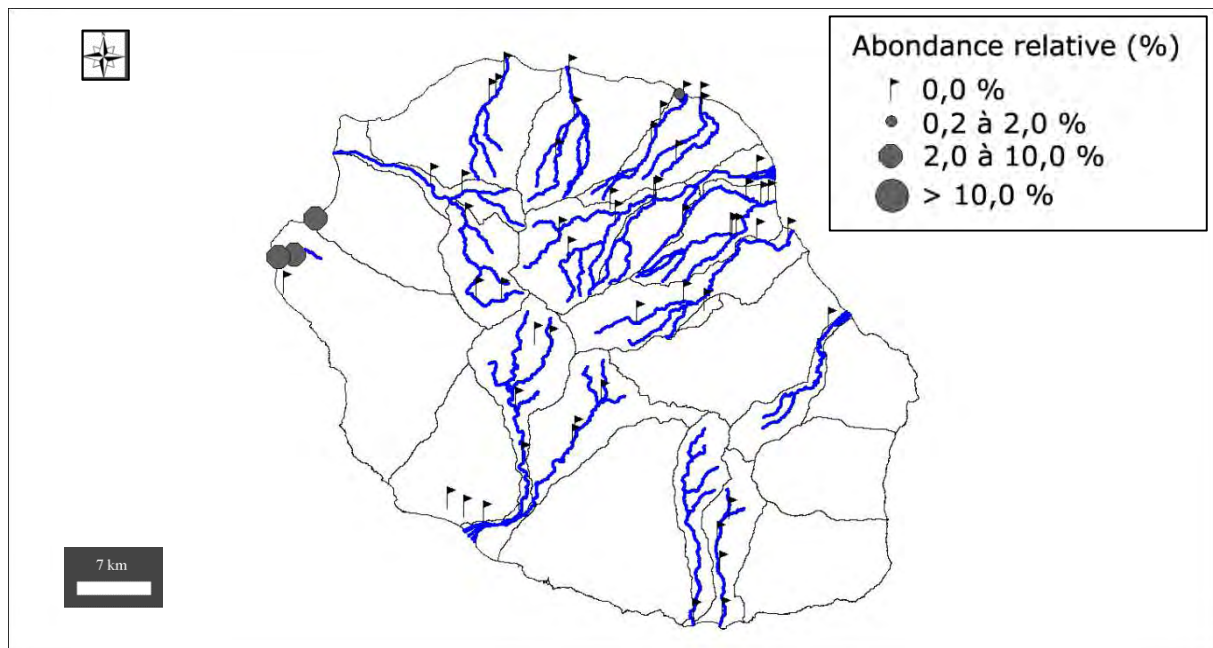 Abondance relative (%)
0,0 %
0,2 à 2,0 %
2,0 à 10,0 %
> 10,0 %
7 km